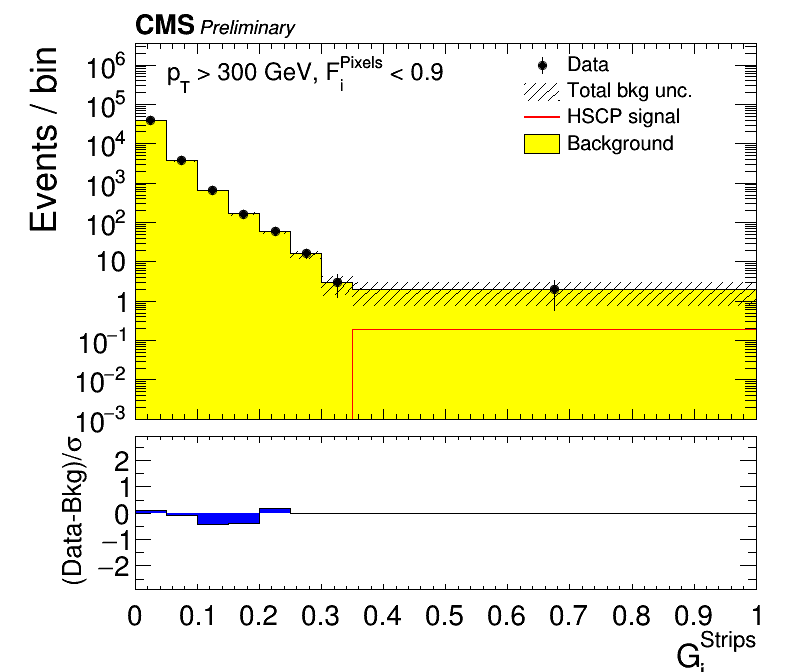 CMS Preliminary
p_T > 300 GeV, F_i^Pixels < 0.9
Data
Total bkg unc.
HSCP signal
Background
Events / bin
10^6
10^5
10^4
10^3
10^2
10
1
10^−1
10^−2
10^−3
(Data-Bkg)/σ
2
1
0
−1
−2
0 0.1 0.2 0.3 0.4 0.5 0.6 0.7 0.8 0.9 1
G_i^Strips